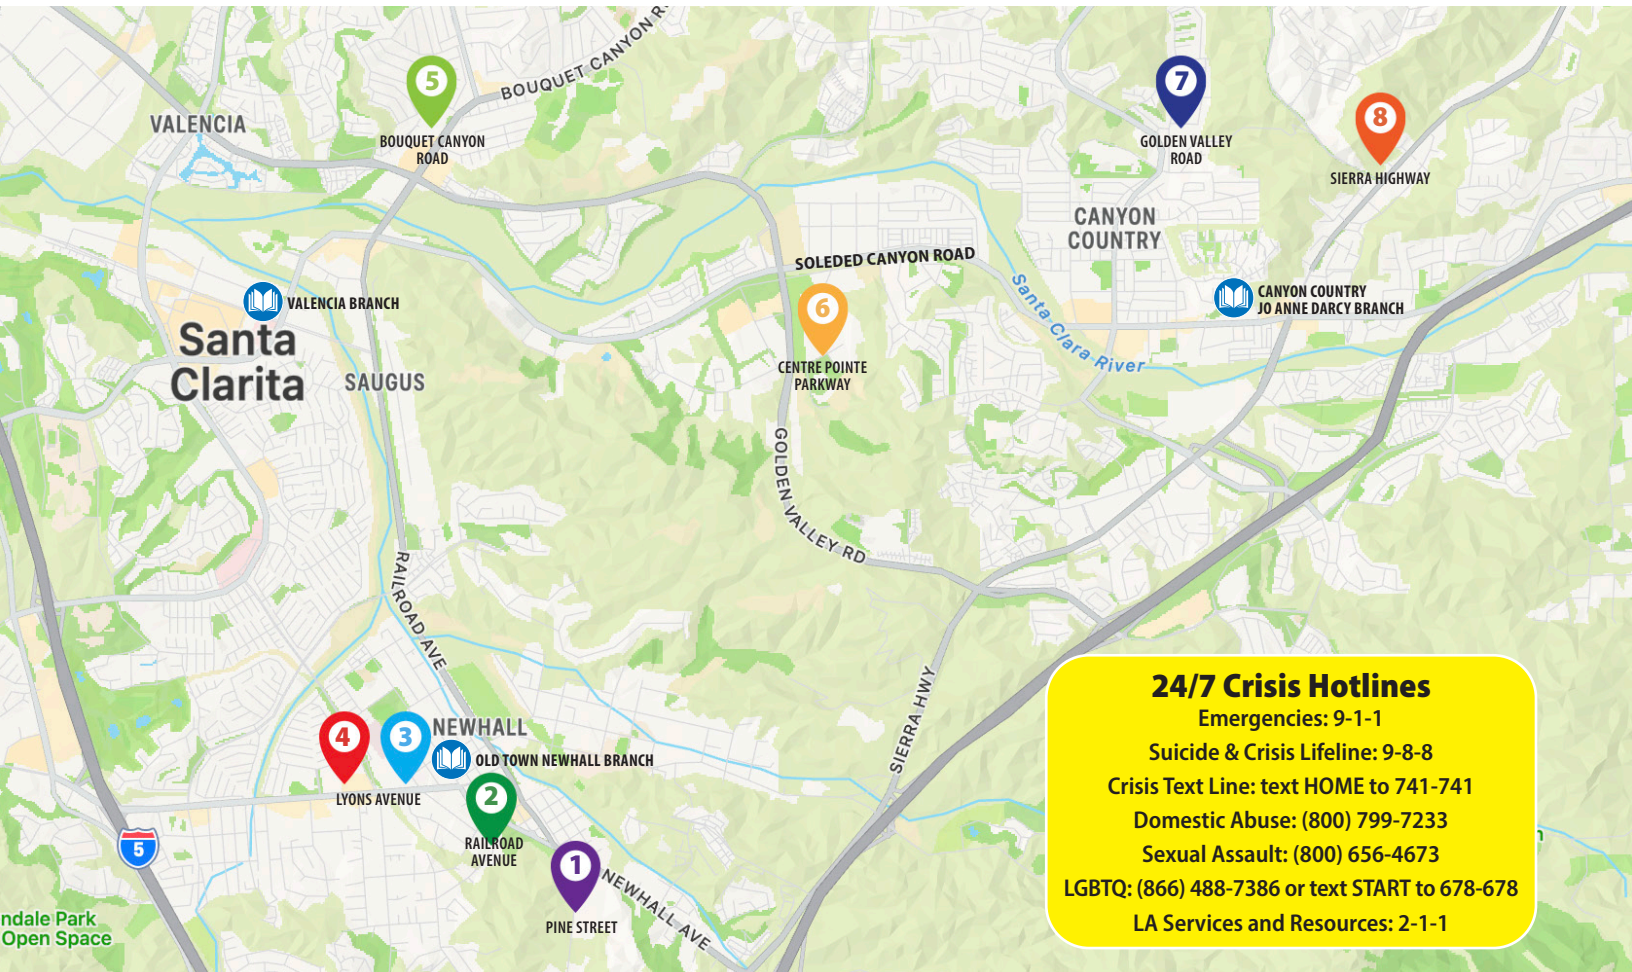 BOUQUET CANYON R
5
VALENCIA
BOUQUET CANYON
ROAD
7
GOLDEN VALLEY
ROAD
8
SIERRA HIGHWAY
CANYON
COUNTRY
SOLEDED CANYON ROAD
Santa Clara River
VALENCIA BRANCH
CANYON COUNTRY
JO ANNE DARCY BRANCH
6
CENTRE POINTE
PARKWAY
Santa
Clarita
SAUGUS
GOLDEN VALLEY RD
RAILROAD AVE
SIERRA HWY
4
3
NEWHALL
OLD TOWN NEWHALL BRANCH
LYONS AVENUE
2
RAILROAD
AVENUE
5
1
NEWHALL AVE
PINE STREET
ndale Park
Open Space
24/7 Crisis Hotlines
Emergencies: 9-1-1
Suicide & Crisis Lifeline: 9-8-8
Crisis Text Line: text HOME to 741-741
Domestic Abuse: (800) 799-7233
Sexual Assault: (800) 656-4673
LGBTQ: (866) 488-7386 or text START to 678-678
LA Services and Resources: 2-1-1